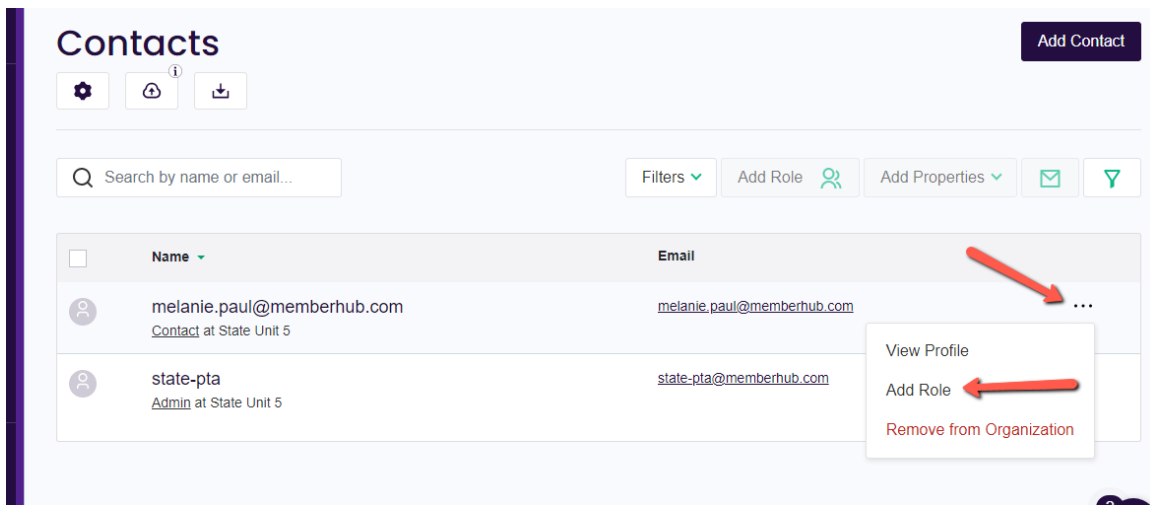 Contacts
Add Contact
i
Search by name or email...
Filters
Add Role
Add Properties
Name
Email
melanie.paul@memberhub.com
melanie.paul@memberhub.com
Contact at State Unit 5
View Profile
state-pta
state-pta@memberhub.com
Admin at State Unit 5
Add Role
Remove from Organization